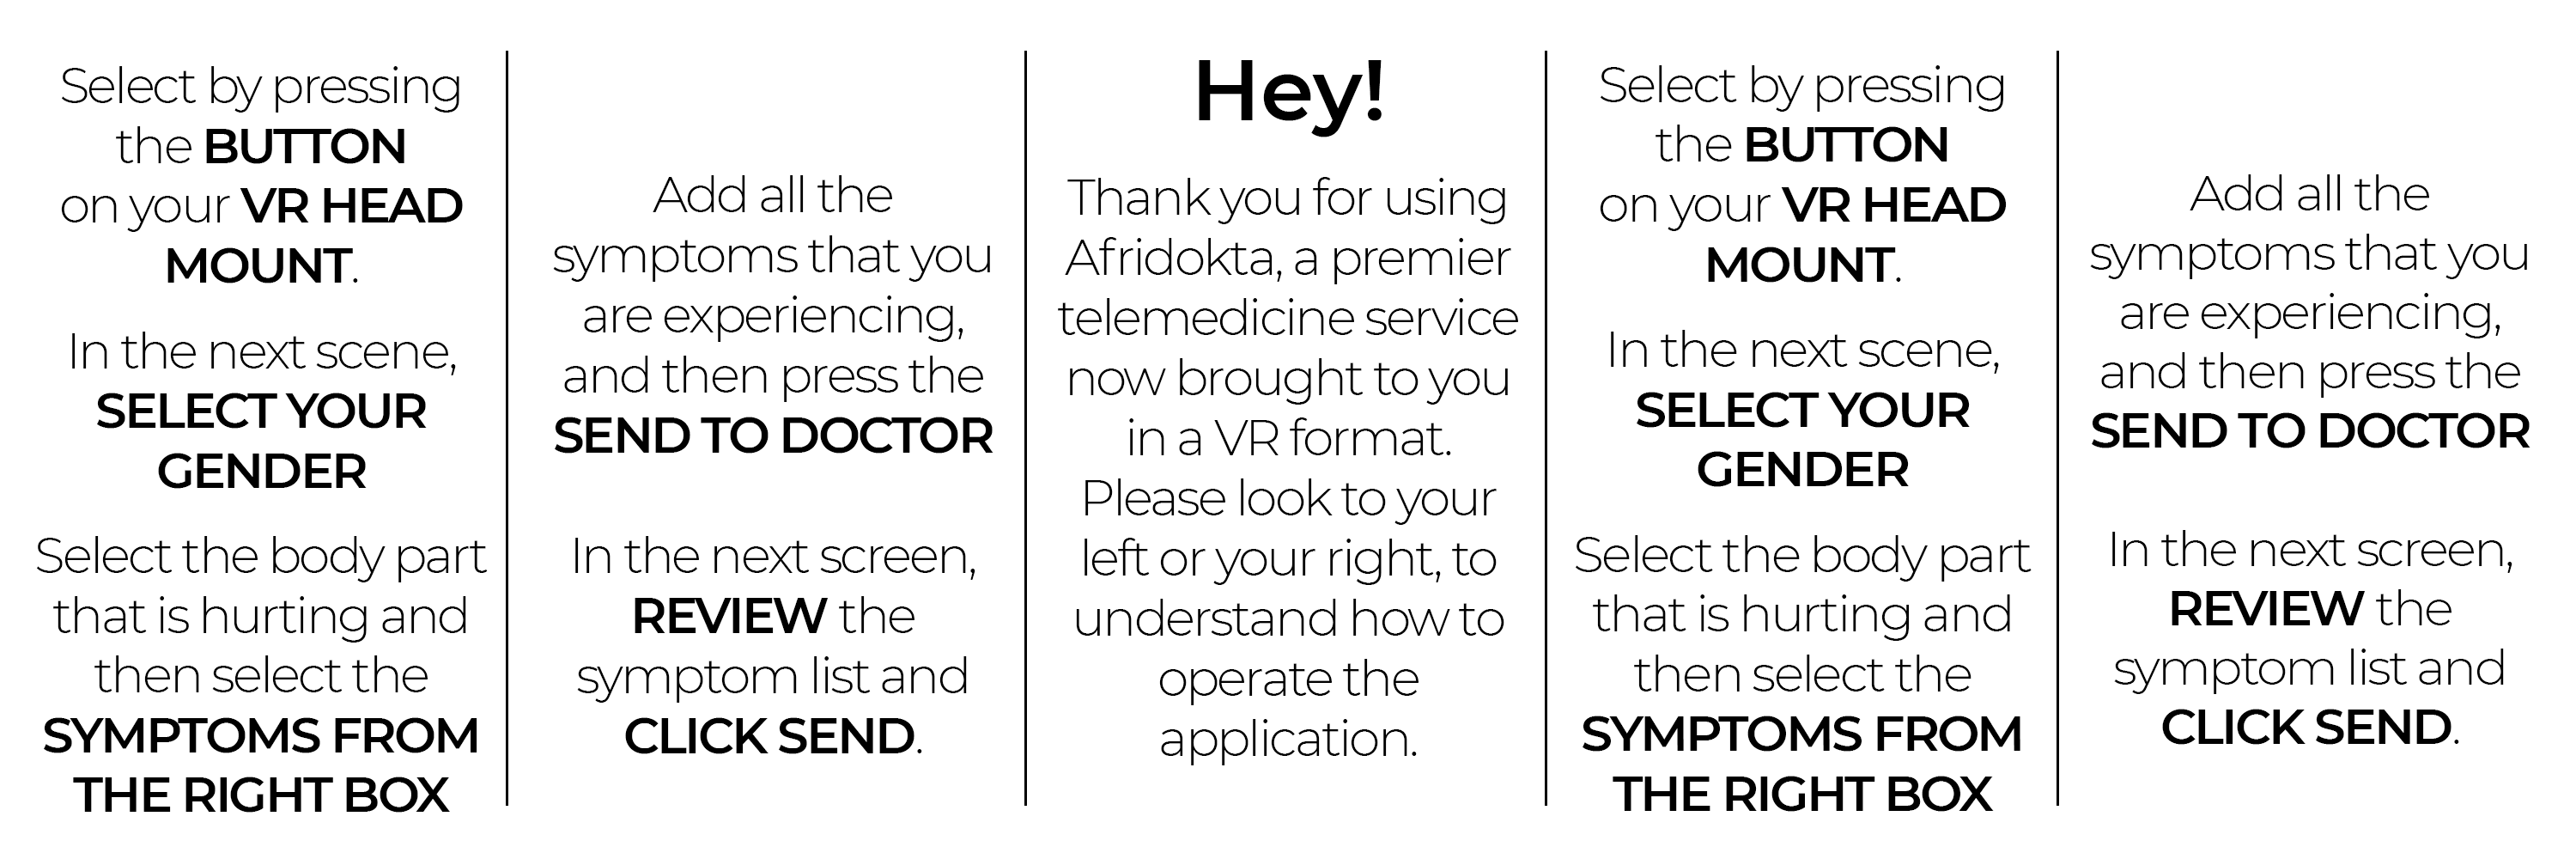 Select by pressing
the BUTTON
on your VR HEAD
MOUNT.
In the next scene,
SELECT YOUR
GENDER
Select the body part
that is hurting and
then select the
SYMPTOMS FROM
THE RIGHT BOX
Add all the
symptoms that you
are experiencing,
and then press the
SEND TO DOCTOR
In the next screen,
REVIEW the
symptom list and
CLICK SEND.
Hey!
Thank you for using
Afridokta, a premier
telemedicine service
now brought to you
in a VR format.
Please look to your
left or your right, to
understand how to
operate the
application.
Select by pressing
the BUTTON
on your VR HEAD
MOUNT.
In the next scene,
SELECT YOUR
GENDER
Select the body part
that is hurting and
then select the
SYMPTOMS FROM
THE RIGHT BOX
Add all the
symptoms that you
are experiencing,
and then press the
SEND TO DOCTOR
In the next screen,
REVIEW the
symptom list and
CLICK SEND.